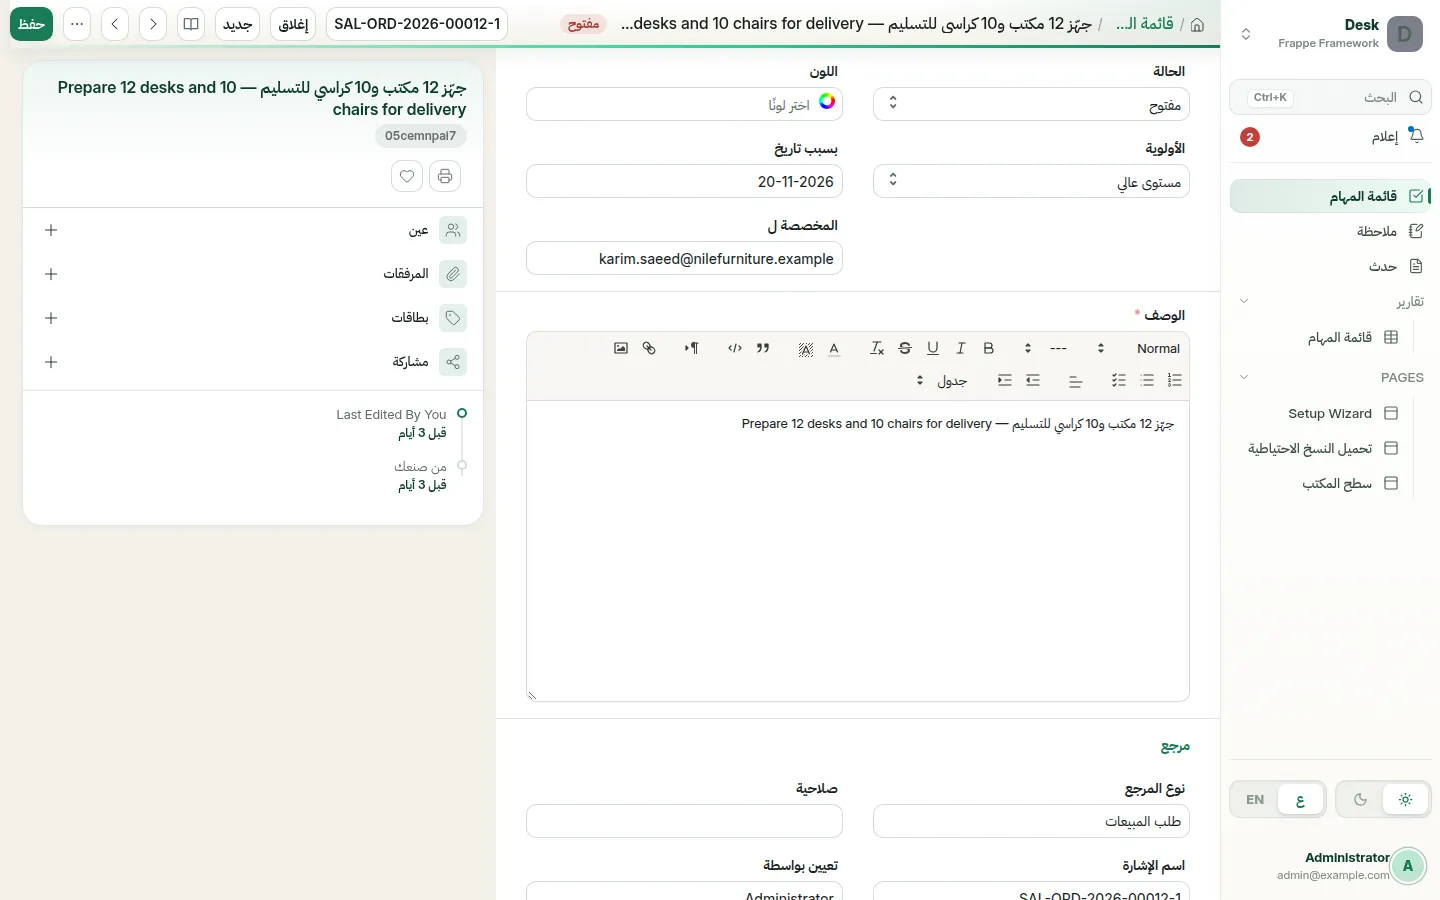 Desk
Frappe Framework
D
البحث
Ctrl+K
إعلام
2
قائمة المهام
ملاحظة
حدث
تقارير
قائمة المهام
PAGES
Setup Wizard
تحميل النسخ الاحتياطية
سطح المكتب
ع
EN
Administrator
admin@example.com
A
قائمة الـ... / جهّز 12 مكتب و10 كراسي للتسليم — desks and 10 chairs for delivery...
مفتوح
SAL-ORD-2026-00012-1
إغلاق
جديد
حفظ
الحالة
مفتوح
اللون
اختر لونًا
الأولوية
مستوى عالي
بسبب تاريخ
20-11-2026
المخصصة ل
karim.saeed@nilefurniture.example
الوصف *
Normal
---
جدول
جهّز 12 مكتب و10 كراسي للتسليم — Prepare 12 desks and 10 chairs for delivery
مرجع
نوع المرجع
طلب المبيعات
صلاحية
اسم الإشارة
SAL-ORD-2026-00012-1
تعيين بواسطة
Administrator
جهّز 12 مكتب و10 كراسي للتسليم — Prepare 12 desks and 10
chairs for delivery
05cemnpal7
عين
المرفقات
بطاقات
مشاركة
Last Edited By You
قبل 3 أيام
من صنعك
قبل 3 أيام